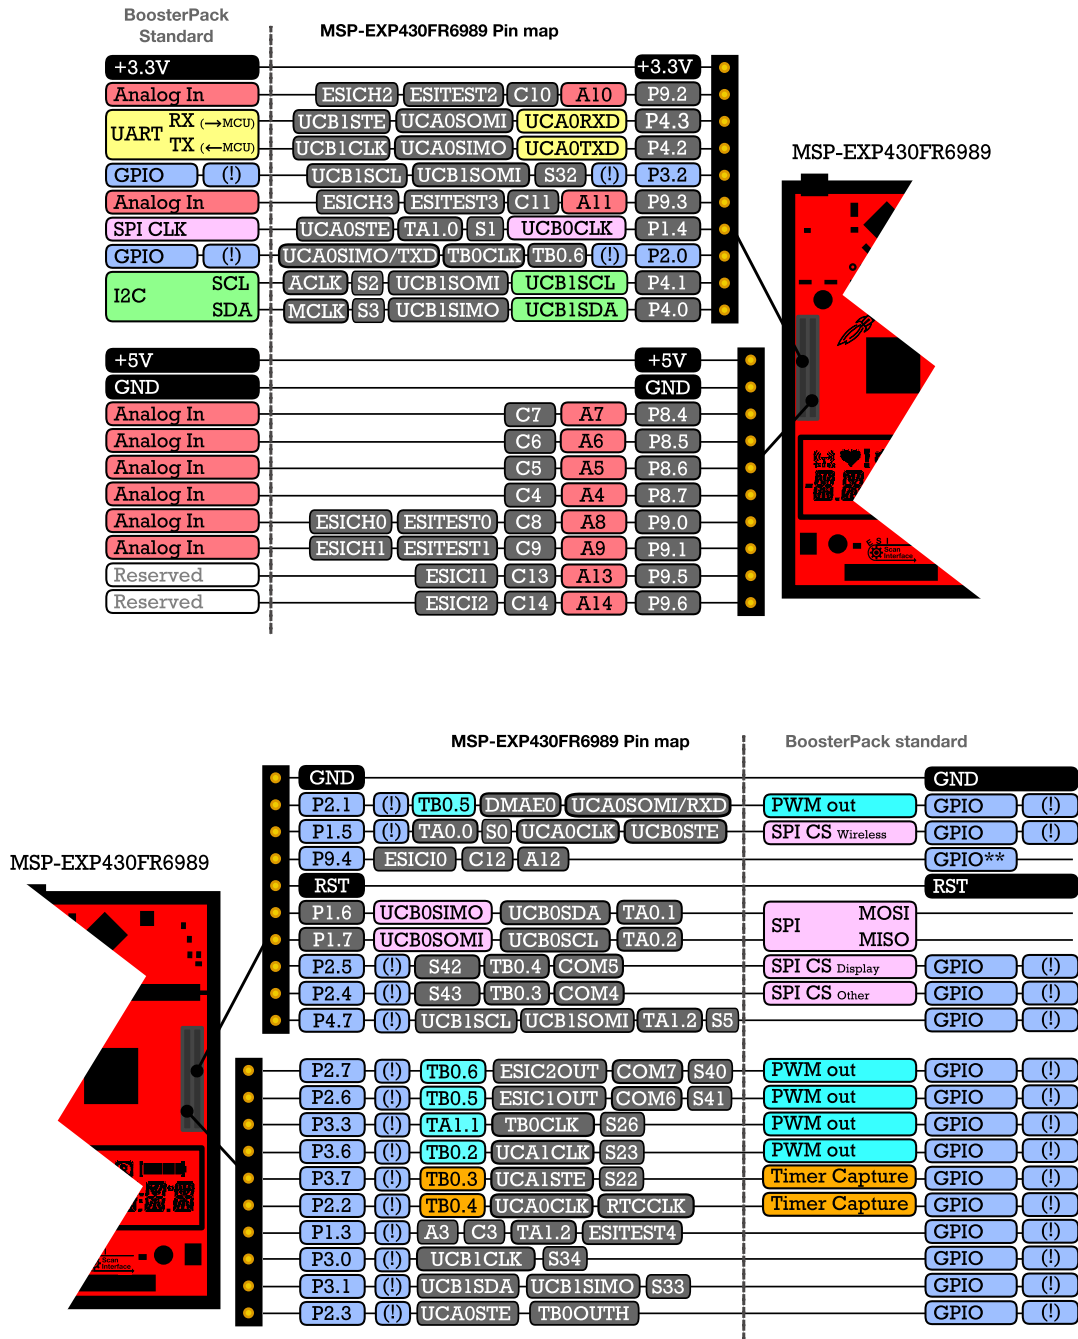 BoosterPack
Standard
MSP-EXP430FR6989 Pin map
+3.3V +3.3V
Analog In ESICH2 ESITEST2 C10 A10 P9.2
UART RX (→MCU) UCB1STE UCA0SOMI UCA0RXD P4.3
TX (←MCU) UCB1CLK UCA0SIMO UCA0TXD P4.2
GPIO (!) UCB1SCL UCB1SOMI S32 (!) P3.2
Analog In ESICH3 ESITEST3 C11 A11 P9.3
SPI CLK UCA0STE TA1.0 S1 UCB0CLK P1.4
GPIO (!) UCA0SIMO/TXD TB0CLK TB0.6 (!) P2.0
I2C SCL ACLK S2 UCB1SOMI UCB1SCL P4.1
SDA MCLK S3 UCB1SIMO UCB1SDA P4.0
MSP-EXP430FR6989
+5V +5V
GND GND
Analog In C7 A7 P8.4
Analog In C6 A6 P8.5
Analog In C5 A5 P8.6
Analog In C4 A4 P8.7
Analog In ESICH0 ESITEST0 C8 A8 P9.0
Analog In ESICH1 ESITEST1 C9 A9 P9.1
Reserved ESICI1 C13 A13 P9.5
Reserved ESICI2 C14 A14 P9.6
Scan
Interface
MSP-EXP430FR6989 Pin map
BoosterPack standard
GND GND
P2.1 (!) TB0.5 DMAE0 UCA0SOMI/RXD PWM out GPIO (!)
P1.5 (!) TA0.0 S0 UCA0CLK UCB0STE SPI CS Wireless GPIO (!)
P9.4 ESICI0 C12 A12 GPIO**
RST RST
P1.6 UCB0SIMO UCB0SDA TA0.1 SPI MOSI
P1.7 UCB0SOMI UCB0SCL TA0.2 MISO
P2.5 (!) S42 TB0.4 COM5 SPI CS Display GPIO (!)
P2.4 (!) S43 TB0.3 COM4 SPI CS Other GPIO (!)
P4.7 (!) UCB1SCL UCB1SOMI TA1.2 S5 GPIO (!)
MSP-EXP430FR6989
P2.7 (!) TB0.6 ESIC2OUT COM7 S40 PWM out GPIO (!)
P2.6 (!) TB0.5 ESIC1OUT COM6 S41 PWM out GPIO (!)
P3.3 (!) TA1.1 TB0CLK S26 PWM out GPIO (!)
P3.6 (!) TB0.2 UCA1CLK S23 PWM out GPIO (!)
P3.7 (!) TB0.3 UCA1STE S22 Timer Capture GPIO (!)
P2.2 (!) TB0.4 UCA0CLK RTCCLK Timer Capture GPIO (!)
P1.3 (!) A3 C3 TA1.2 ESITEST4 GPIO (!)
P3.0 (!) UCB1CLK S34 GPIO (!)
P3.1 (!) UCB1SDA UCB1SIMO S33 GPIO (!)
P2.3 (!) UCA0STE TB0OUTH GPIO (!)
Scan
Interface